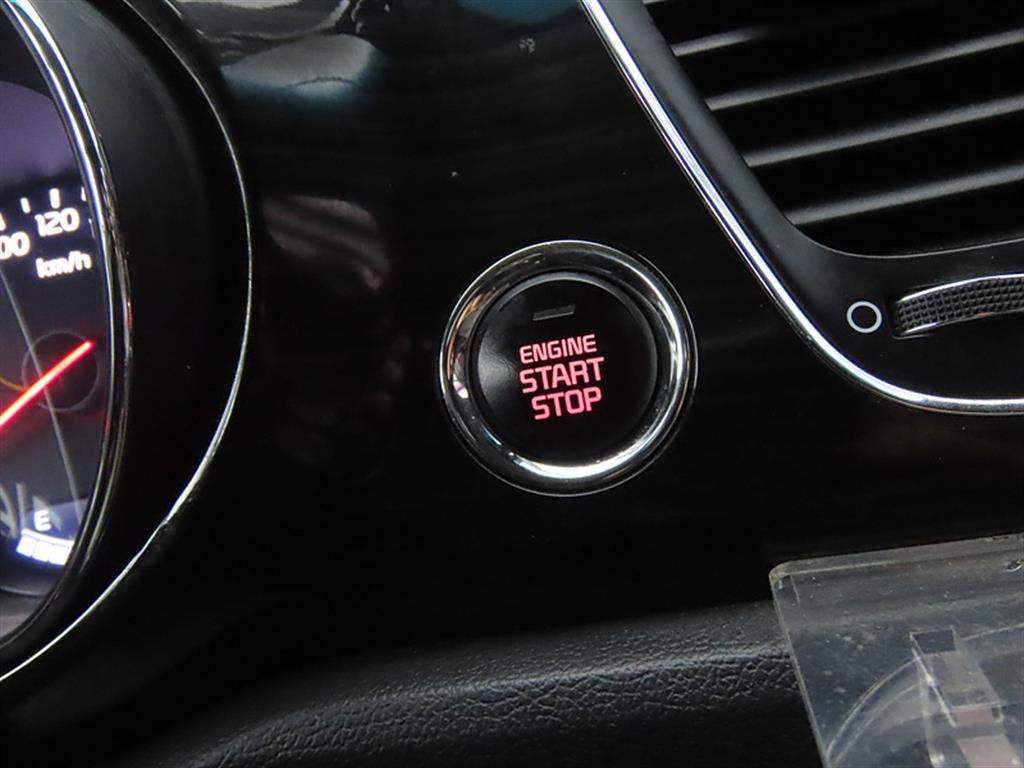 120
km/h
E
ENGINE
START
STOP